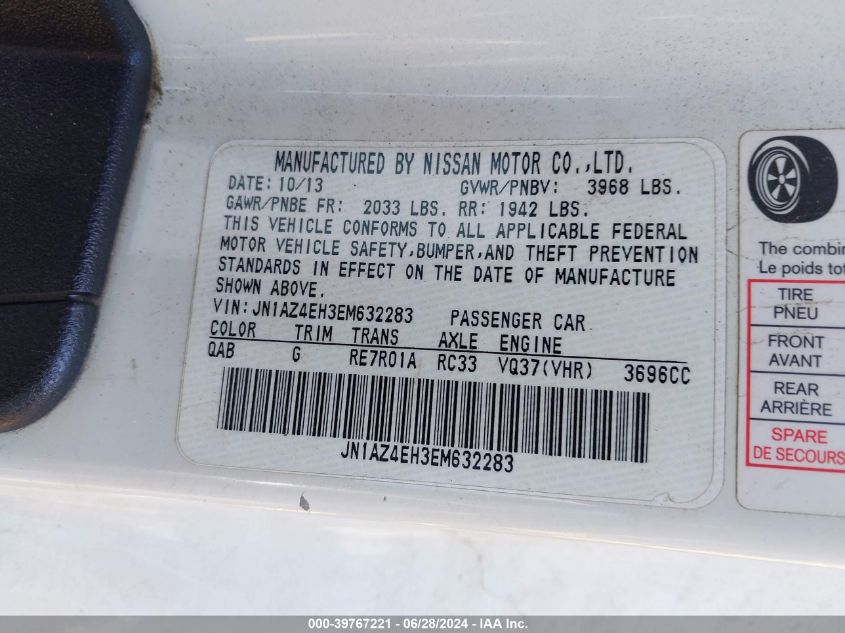 MANUFACTURED BY NISSAN MOTOR CO.,LTD.
DATE: 10/13 GVWR/PNBV: 3968 LBS.
GAWR/PNBE FR: 2033 LBS. RR: 1942 LBS.
THIS VEHICLE CONFORMS TO ALL APPLICABLE FEDERAL
MOTOR VEHICLE SAFETY,BUMPER,AND THEFT PREVENTION
STANDARDS IN EFFECT ON THE DATE OF MANUFACTURE
SHOWN ABOVE.
VIN:JN1AZ4EH3EM632283 PASSENGER CAR
COLOR TRIM TRANS AXLE ENGINE
QAB G RE7R01A RC33 VQ37(VHR) 3696CC
JN1AZ4EH3EM632283
The combin
Le poids tot
TIRE
PNEU
FRONT
AVANT
REAR
ARRIÈRE
SPARE
DE SECOURS
000-39767221 - 06/28/2024 - IAA Inc.